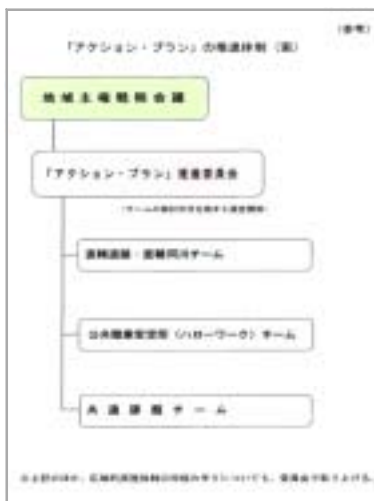 (参考)
「アクション・プラン」の推進体制（案）
地域主権戦略会議
「アクション・プラン」推進委員会
直轄道路・直轄河川チーム
公共職業安定所（ハローワーク）チーム
共通課題チーム